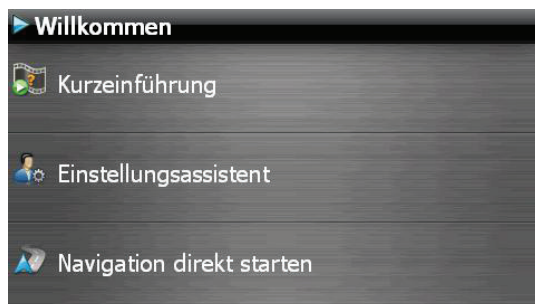 Willkommen
Kurzeinführung
Einstellungsassistent
Navigation direkt starten